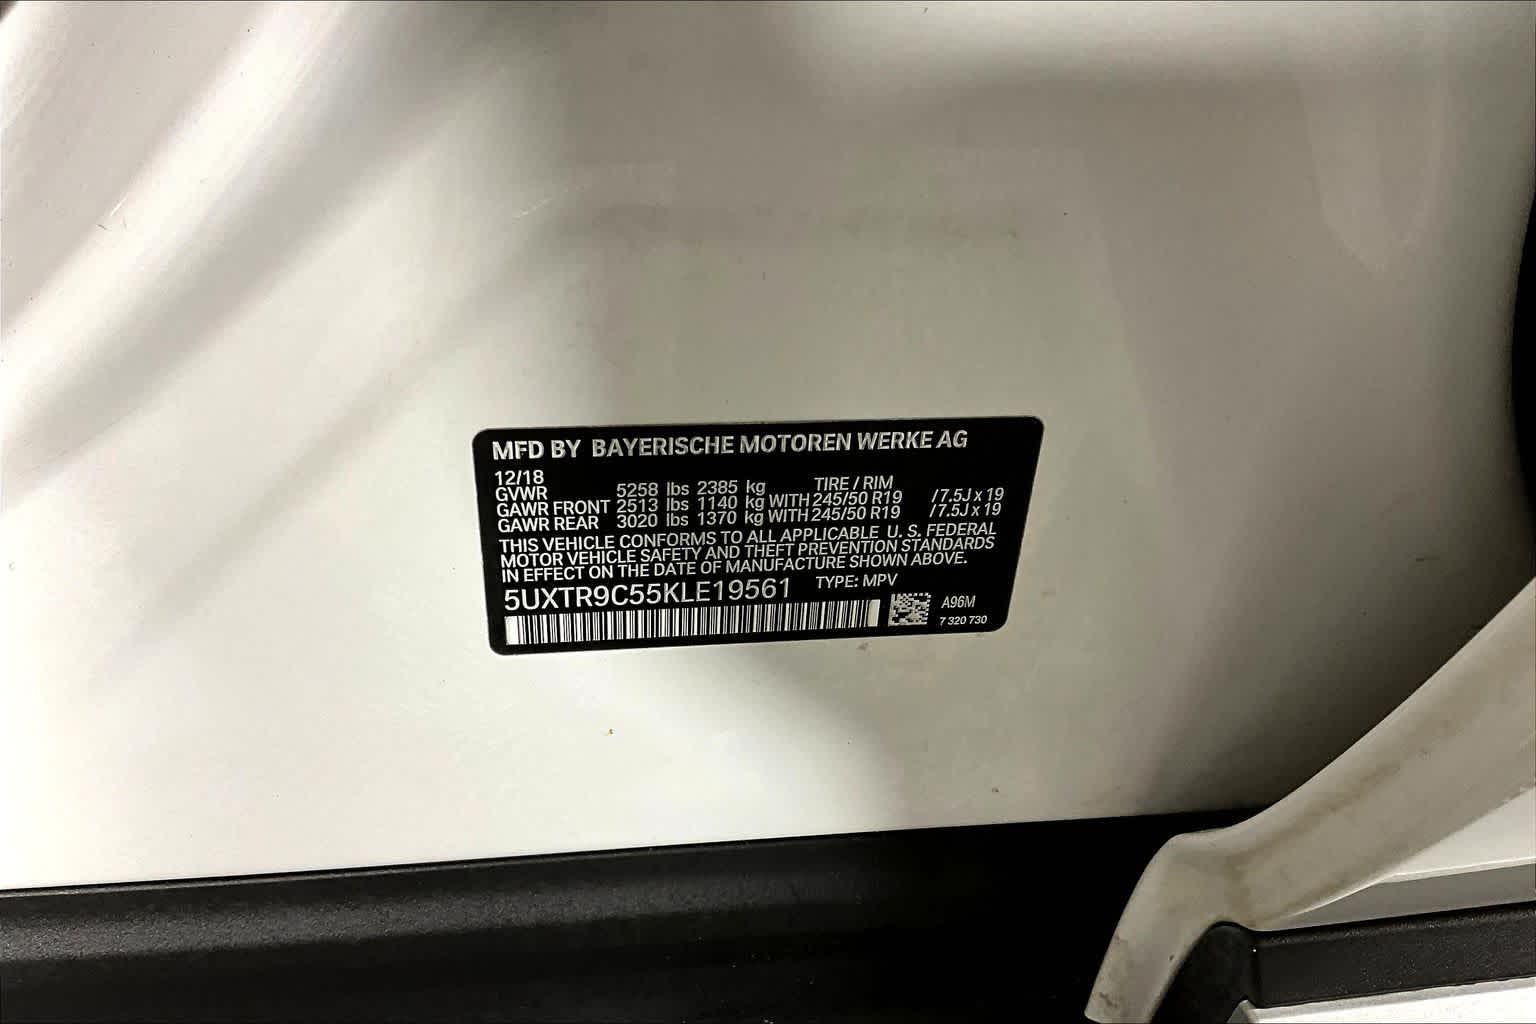 MFD BY BAYERISCHE MOTOREN WERKE AG
12/18
TIRE / RIM
GVWR 5258 lbs 2385 kg
GAWR FRONT 2513 lbs 1140 kg WITH 245/50 R19 /7.5J x 19
GAWR REAR 3020 lbs 1370 kg WITH 245/50 R19 /7.5J x 19
THIS VEHICLE CONFORMS TO ALL APPLICABLE U. S. FEDERAL
MOTOR VEHICLE SAFETY AND THEFT PREVENTION STANDARDS
IN EFFECT ON THE DATE OF MANUFACTURE SHOWN ABOVE.
5UXTR9C55KLE19561 TYPE: MPV
A96M
7 320 730